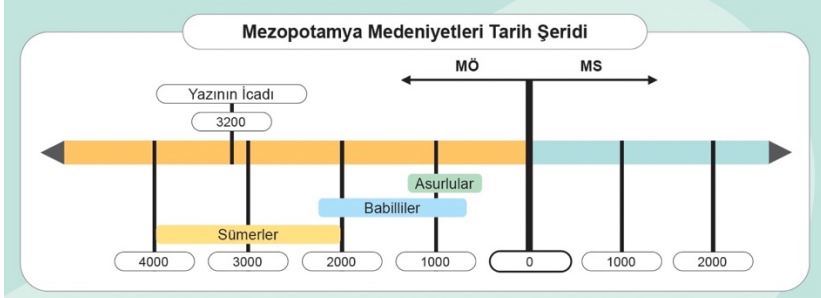 Mezopotamya Medeniyetleri Tarih Şeridi
MÖ MS
Yazının İcadı
3200
Asurlular
Babilliler
Sümerler
4000 3000 2000 1000 0 1000 2000